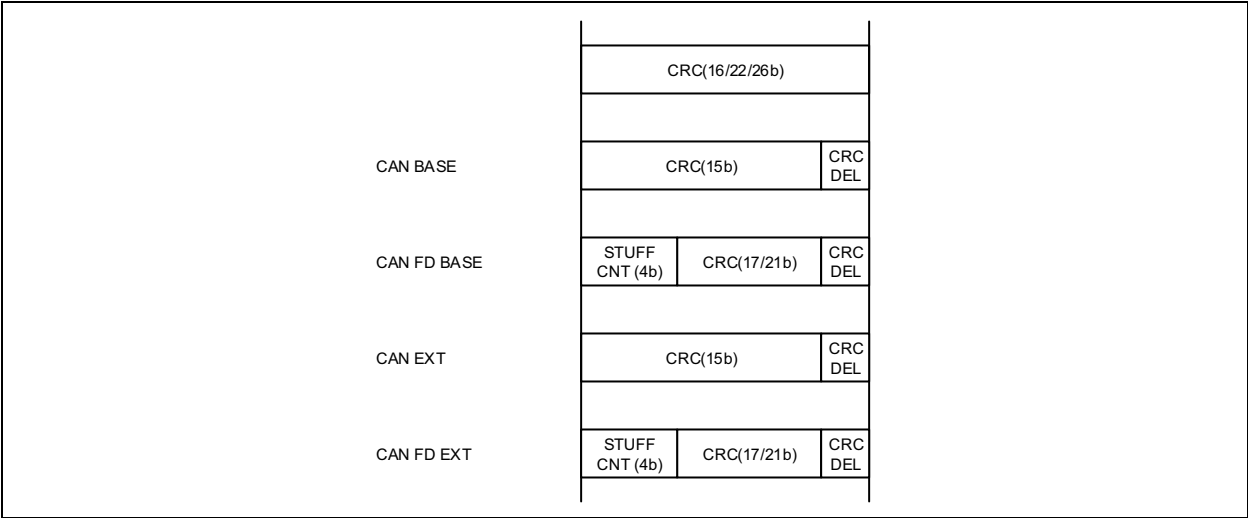 CRC(16/22/26b)
CAN BASE
CRC(15b)
CRC
DEL
CAN FD BASE
STUFF
CNT (4b)
CRC(17/21b)
CRC
DEL
CAN EXT
CRC(15b)
CRC
DEL
CAN FD EXT
STUFF
CNT (4b)
CRC(17/21b)
CRC
DEL